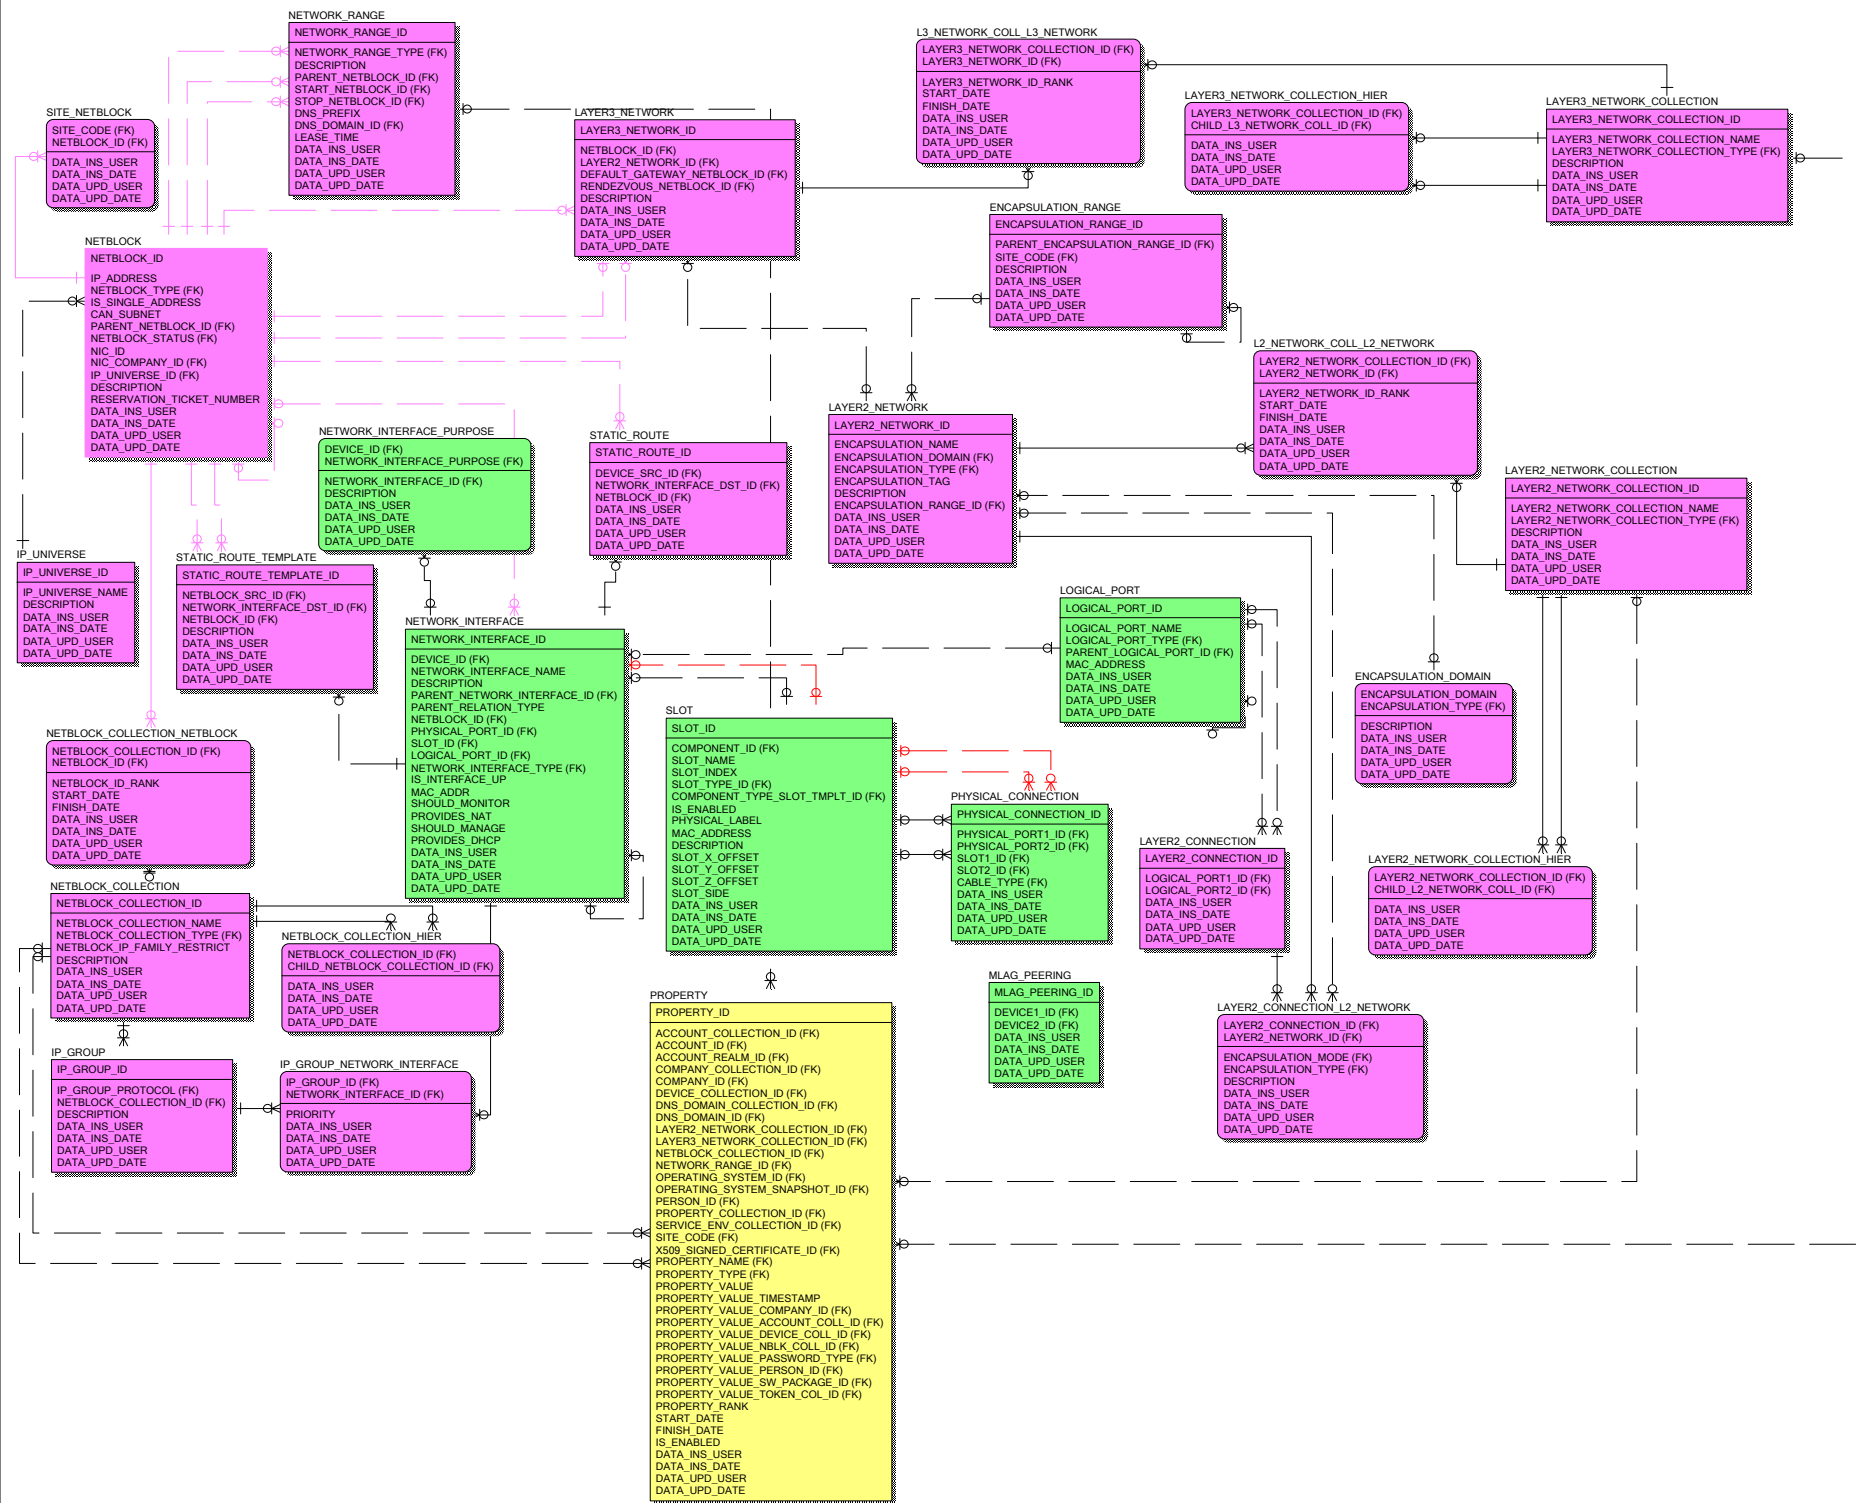 NETWORK_RANGE
NETWORK_RANGE_ID
NETWORK_RANGE_TYPE (FK)
DESCRIPTION
PARENT_NETBLOCK_ID (FK)
START_NETBLOCK_ID (FK)
STOP_NETBLOCK_ID (FK)
DNS_PREFIX
DNS_DOMAIN_ID (FK)
LEASE_TIME
DATA_INS_USER
DATA_INS_DATE
DATA_UPD_USER
DATA_UPD_DATE
L3_NETWORK_COLL_L3_NETWORK
LAYER3_NETWORK_COLLECTION_ID (FK)
LAYER3_NETWORK_ID (FK)
LAYER3_NETWORK_ID_RANK
START_DATE
FINISH_DATE
DATA_INS_USER
DATA_INS_DATE
DATA_UPD_USER
DATA_UPD_DATE
LAYER3_NETWORK_COLLECTION_HIER
LAYER3_NETWORK_COLLECTION_ID (FK)
CHILD_L3_NETWORK_COLL_ID (FK)
DATA_INS_USER
DATA_INS_DATE
DATA_UPD_USER
DATA_UPD_DATE
LAYER3_NETWORK_COLLECTION
LAYER3_NETWORK_COLLECTION_ID
LAYER3_NETWORK_COLLECTION_NAME
LAYER3_NETWORK_COLLECTION_TYPE (FK)
DESCRIPTION
DATA_INS_USER
DATA_INS_DATE
DATA_UPD_USER
DATA_UPD_DATE
SITE_NETBLOCK
SITE_CODE (FK)
NETBLOCK_ID (FK)
DATA_INS_USER
DATA_INS_DATE
DATA_UPD_USER
DATA_UPD_DATE
LAYER3_NETWORK
LAYER3_NETWORK_ID
NETBLOCK_ID (FK)
LAYER2_NETWORK_ID (FK)
DEFAULT_GATEWAY_NETBLOCK_ID (FK)
RENDEZVOUS_NETBLOCK_ID (FK)
DESCRIPTION
DATA_INS_USER
DATA_INS_DATE
DATA_UPD_USER
DATA_UPD_DATE
ENCAPSULATION_RANGE
ENCAPSULATION_RANGE_ID
PARENT_ENCAPSULATION_RANGE_ID (FK)
SITE_CODE (FK)
DESCRIPTION
DATA_INS_USER
DATA_INS_DATE
DATA_UPD_USER
DATA_UPD_DATE
NETBLOCK
NETBLOCK_ID
IP_ADDRESS
NETBLOCK_TYPE (FK)
IS_SINGLE_ADDRESS
CAN_SUBNET
PARENT_NETBLOCK_ID (FK)
NETBLOCK_STATUS (FK)
NIC_ID
NIC_COMPANY_ID (FK)
IP_UNIVERSE_ID (FK)
DESCRIPTION
RESERVATION_TICKET_NUMBER
DATA_INS_USER
DATA_INS_DATE
DATA_UPD_USER
DATA_UPD_DATE
L2_NETWORK_COLL_L2_NETWORK
LAYER2_NETWORK_COLLECTION_ID (FK)
LAYER2_NETWORK_ID (FK)
LAYER2_NETWORK_ID_RANK
START_DATE
FINISH_DATE
DATA_INS_USER
DATA_INS_DATE
DATA_UPD_USER
DATA_UPD_DATE
LAYER2_NETWORK
LAYER2_NETWORK_ID
ENCAPSULATION_NAME
ENCAPSULATION_DOMAIN (FK)
ENCAPSULATION_TYPE (FK)
ENCAPSULATION_TAG
DESCRIPTION
ENCAPSULATION_RANGE_ID (FK)
DATA_INS_USER
DATA_INS_DATE
DATA_UPD_USER
DATA_UPD_DATE
NETWORK_INTERFACE_PURPOSE
DEVICE_ID (FK)
NETWORK_INTERFACE_PURPOSE (FK)
NETWORK_INTERFACE_ID (FK)
DESCRIPTION
DATA_INS_USER
DATA_INS_DATE
DATA_UPD_USER
DATA_UPD_DATE
STATIC_ROUTE
STATIC_ROUTE_ID
DEVICE_SRC_ID (FK)
NETWORK_INTERFACE_DST_ID (FK)
NETBLOCK_ID (FK)
DATA_INS_USER
DATA_INS_DATE
DATA_UPD_USER
DATA_UPD_DATE
LAYER2_NETWORK_COLLECTION
LAYER2_NETWORK_COLLECTION_ID
LAYER2_NETWORK_COLLECTION_NAME
LAYER2_NETWORK_COLLECTION_TYPE (FK)
DESCRIPTION
DATA_INS_USER
DATA_INS_DATE
DATA_UPD_USER
DATA_UPD_DATE
IP_UNIVERSE
IP_UNIVERSE_ID
IP_UNIVERSE_NAME
DESCRIPTION
DATA_INS_USER
DATA_INS_DATE
DATA_UPD_USER
DATA_UPD_DATE
STATIC_ROUTE_TEMPLATE
STATIC_ROUTE_TEMPLATE_ID
NETBLOCK_SRC_ID (FK)
NETWORK_INTERFACE_DST_ID (FK)
NETBLOCK_ID (FK)
DESCRIPTION
DATA_INS_USER
DATA_INS_DATE
DATA_UPD_USER
DATA_UPD_DATE
NETWORK_INTERFACE
NETWORK_INTERFACE_ID
DEVICE_ID (FK)
NETWORK_INTERFACE_NAME
DESCRIPTION
PARENT_NETWORK_INTERFACE_ID (FK)
PARENT_RELATION_TYPE
NETBLOCK_ID (FK)
PHYSICAL_PORT_ID (FK)
SLOT_ID (FK)
LOGICAL_PORT_ID (FK)
NETWORK_INTERFACE_TYPE (FK)
IS_INTERFACE_UP
MAC_ADDR
SHOULD_MONITOR
PROVIDES_NAT
SHOULD_MANAGE
PROVIDES_DHCP
DATA_INS_USER
DATA_INS_DATE
DATA_UPD_USER
DATA_UPD_DATE
LOGICAL_PORT
LOGICAL_PORT_ID
LOGICAL_PORT_NAME
LOGICAL_PORT_TYPE (FK)
PARENT_LOGICAL_PORT_ID (FK)
MAC_ADDRESS
DATA_INS_USER
DATA_INS_DATE
DATA_UPD_USER
DATA_UPD_DATE
ENCAPSULATION_DOMAIN
ENCAPSULATION_DOMAIN
ENCAPSULATION_TYPE (FK)
DESCRIPTION
DATA_INS_USER
DATA_INS_DATE
DATA_UPD_USER
DATA_UPD_DATE
SLOT
SLOT_ID
COMPONENT_ID (FK)
SLOT_NAME
SLOT_INDEX
SLOT_TYPE_ID (FK)
COMPONENT_TYPE_SLOT_TMPLT_ID (FK)
IS_ENABLED
PHYSICAL_LABEL
MAC_ADDRESS
DESCRIPTION
SLOT_X_OFFSET
SLOT_Y_OFFSET
SLOT_Z_OFFSET
SLOT_SIDE
DATA_INS_USER
DATA_INS_DATE
DATA_UPD_USER
DATA_UPD_DATE
NETBLOCK_COLLECTION_NETBLOCK
NETBLOCK_COLLECTION_ID (FK)
NETBLOCK_ID (FK)
NETBLOCK_ID_RANK
START_DATE
FINISH_DATE
DATA_INS_USER
DATA_INS_DATE
DATA_UPD_USER
DATA_UPD_DATE
PHYSICAL_CONNECTION
PHYSICAL_CONNECTION_ID
PHYSICAL_PORT1_ID (FK)
PHYSICAL_PORT2_ID (FK)
SLOT1_ID (FK)
SLOT2_ID (FK)
CABLE_TYPE (FK)
DATA_INS_USER
DATA_INS_DATE
DATA_UPD_USER
DATA_UPD_DATE
LAYER2_CONNECTION
LAYER2_CONNECTION_ID
LOGICAL_PORT1_ID (FK)
LOGICAL_PORT2_ID (FK)
DATA_INS_USER
DATA_INS_DATE
DATA_UPD_USER
DATA_UPD_DATE
LAYER2_NETWORK_COLLECTION_HIER
LAYER2_NETWORK_COLLECTION_ID (FK)
CHILD_L2_NETWORK_COLL_ID (FK)
DATA_INS_USER
DATA_INS_DATE
DATA_UPD_USER
DATA_UPD_DATE
NETBLOCK_COLLECTION
NETBLOCK_COLLECTION_ID
NETBLOCK_COLLECTION_NAME
NETBLOCK_COLLECTION_TYPE (FK)
NETBLOCK_IP_FAMILY_RESTRICT
DESCRIPTION
DATA_INS_USER
DATA_INS_DATE
DATA_UPD_USER
DATA_UPD_DATE
NETBLOCK_COLLECTION_HIER
NETBLOCK_COLLECTION_ID (FK)
CHILD_NETBLOCK_COLLECTION_ID (FK)
DATA_INS_USER
DATA_INS_DATE
DATA_UPD_USER
DATA_UPD_DATE
MLAG_PEERING
MLAG_PEERING_ID
DEVICE1_ID (FK)
DEVICE2_ID (FK)
DATA_INS_USER
DATA_INS_DATE
DATA_UPD_USER
DATA_UPD_DATE
LAYER2_CONNECTION_L2_NETWORK
LAYER2_CONNECTION_ID (FK)
LAYER2_NETWORK_ID (FK)
ENCAPSULATION_MODE (FK)
ENCAPSULATION_TYPE (FK)
DESCRIPTION
DATA_INS_USER
DATA_INS_DATE
DATA_UPD_USER
DATA_UPD_DATE
IP_GROUP
IP_GROUP_ID
IP_GROUP_PROTOCOL (FK)
NETBLOCK_COLLECTION_ID (FK)
DESCRIPTION
DATA_INS_USER
DATA_INS_DATE
DATA_UPD_USER
DATA_UPD_DATE
IP_GROUP_NETWORK_INTERFACE
IP_GROUP_ID (FK)
NETWORK_INTERFACE_ID (FK)
PRIORITY
DATA_INS_USER
DATA_INS_DATE
DATA_UPD_USER
DATA_UPD_DATE
PROPERTY
PROPERTY_ID
ACCOUNT_COLLECTION_ID (FK)
ACCOUNT_ID (FK)
ACCOUNT_REALM_ID (FK)
COMPANY_COLLECTION_ID (FK)
COMPANY_ID (FK)
DEVICE_COLLECTION_ID (FK)
DNS_DOMAIN_COLLECTION_ID (FK)
DNS_DOMAIN_ID (FK)
LAYER2_NETWORK_COLLECTION_ID (FK)
LAYER3_NETWORK_COLLECTION_ID (FK)
NETBLOCK_COLLECTION_ID (FK)
NETWORK_RANGE_ID (FK)
OPERATING_SYSTEM_ID (FK)
OPERATING_SYSTEM_SNAPSHOT_ID (FK)
PERSON_ID (FK)
PROPERTY_COLLECTION_ID (FK)
SERVICE_ENV_COLLECTION_ID (FK)
SITE_CODE (FK)
X509_SIGNED_CERTIFICATE_ID (FK)
PROPERTY_NAME (FK)
PROPERTY_TYPE (FK)
PROPERTY_VALUE
PROPERTY_VALUE_TIMESTAMP
PROPERTY_VALUE_COMPANY_ID (FK)
PROPERTY_VALUE_ACCOUNT_COLL_ID (FK)
PROPERTY_VALUE_DEVICE_COLL_ID (FK)
PROPERTY_VALUE_NBLK_COLL_ID (FK)
PROPERTY_VALUE_PASSWORD_TYPE (FK)
PROPERTY_VALUE_PERSON_ID (FK)
PROPERTY_VALUE_SW_PACKAGE_ID (FK)
PROPERTY_VALUE_TOKEN_COL_ID (FK)
PROPERTY_RANK
START_DATE
FINISH_DATE
IS_ENABLED
DATA_INS_USER
DATA_INS_DATE
DATA_UPD_USER
DATA_UPD_DATE